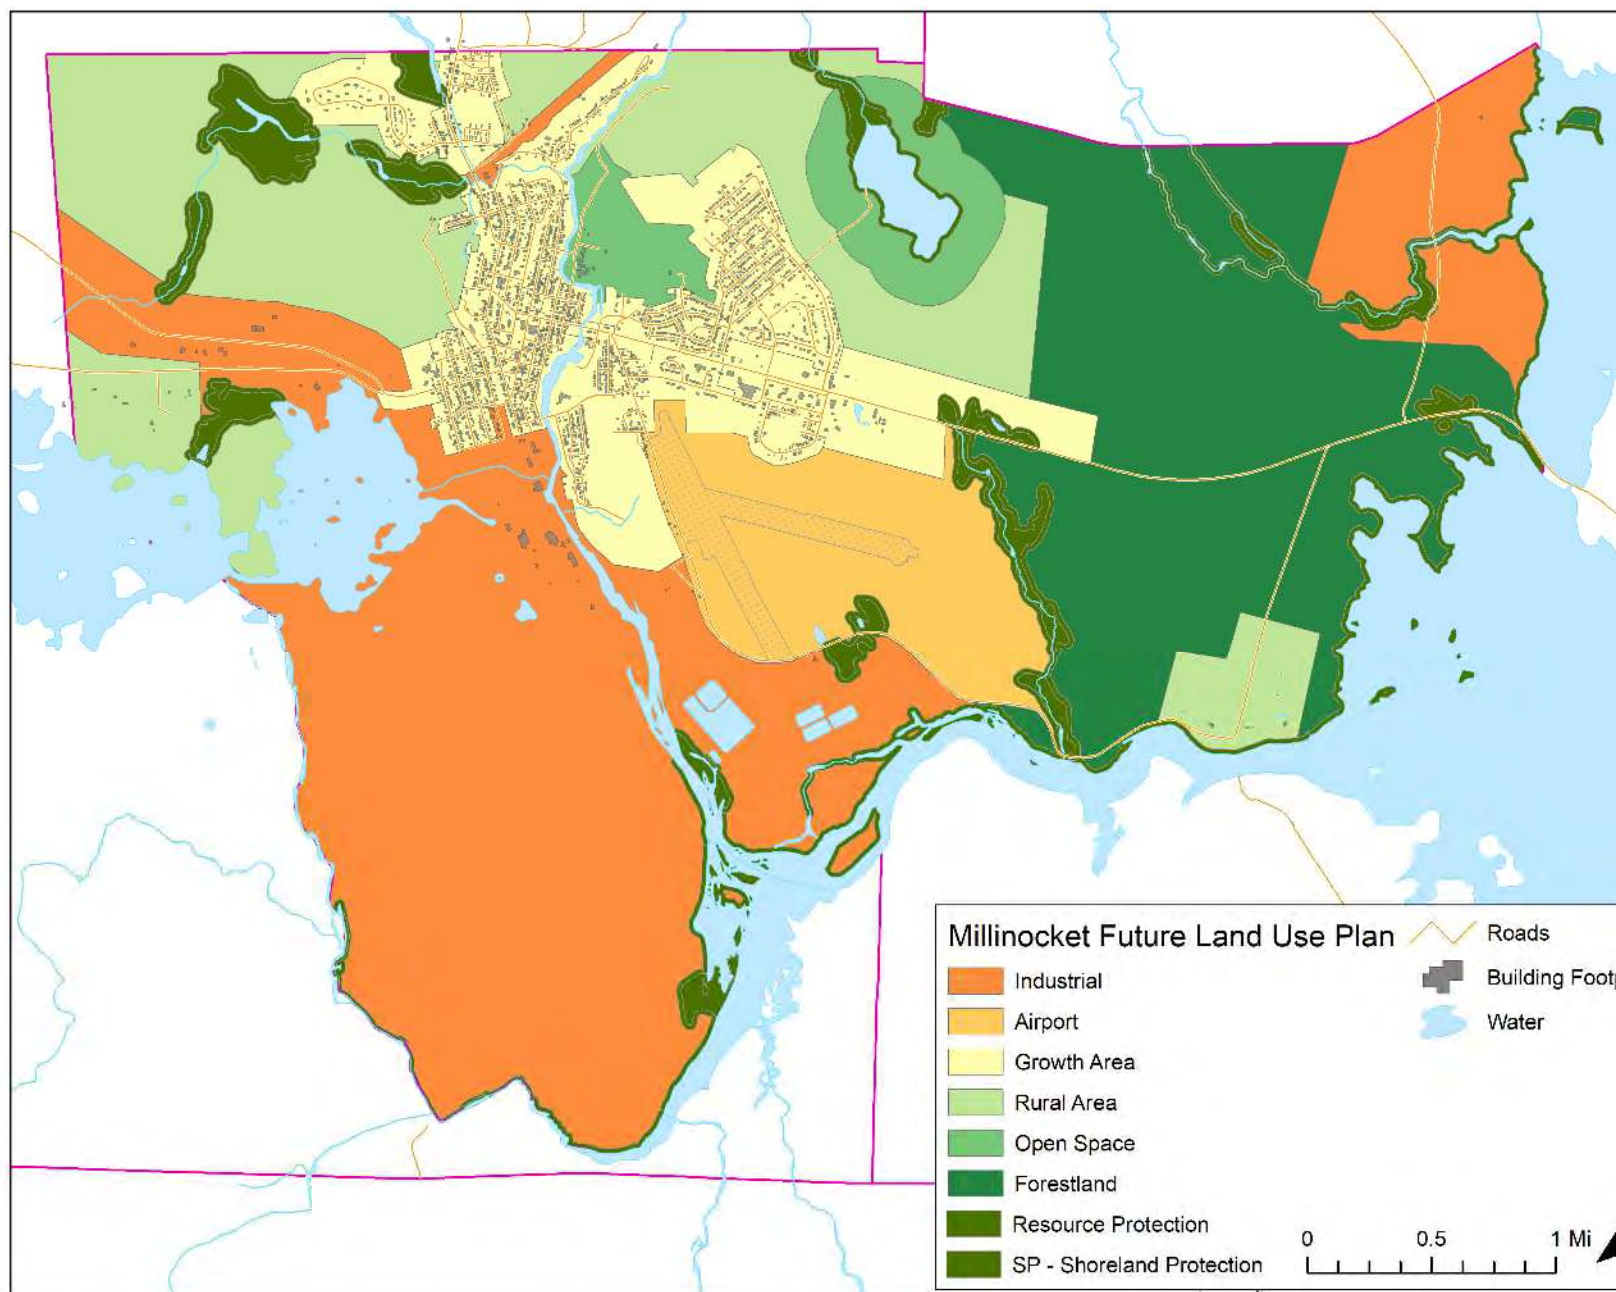 Millinocket Future Land Use Plan
Industrial
Airport
Growth Area
Rural Area
Open Space
Forestland
Resource Protection
SP - Shoreland Protection
Roads
Building Footp
Water
0 0.5 1 Mi